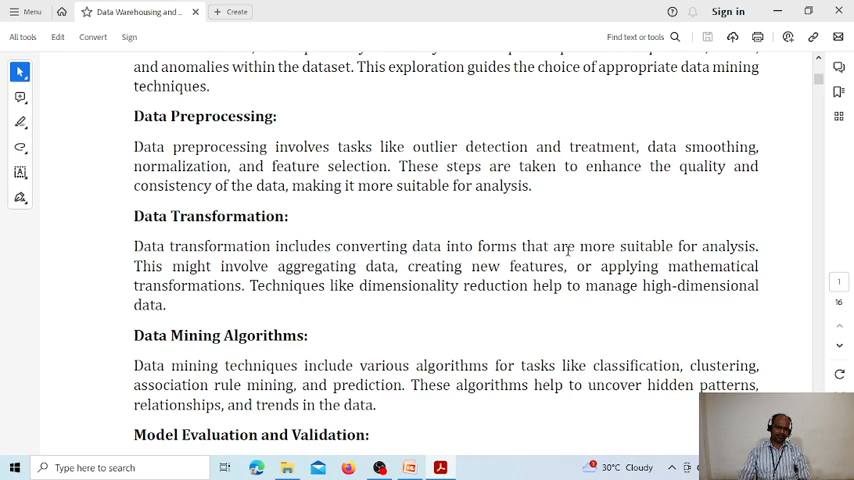 Menu
Data Warehousing and ...
Create
Sign in
All tools
Edit
Convert
Sign
Find text or tools
and anomalies within the dataset. This exploration guides the choice of appropriate data mining
techniques.
Data Preprocessing:
Data preprocessing involves tasks like outlier detection and treatment, data smoothing,
normalization, and feature selection. These steps are taken to enhance the quality and
consistency of the data, making it more suitable for analysis.
Data Transformation:
Data transformation includes converting data into forms that are more suitable for analysis.
This might involve aggregating data, creating new features, or applying mathematical
transformations. Techniques like dimensionality reduction help to manage high-dimensional
data.
1
16
Data Mining Algorithms:
Data mining techniques include various algorithms for tasks like classification, clustering,
association rule mining, and prediction. These algorithms help to uncover hidden patterns,
relationships, and trends in the data.
Model Evaluation and Validation:
Type here to search
30°C Cloudy